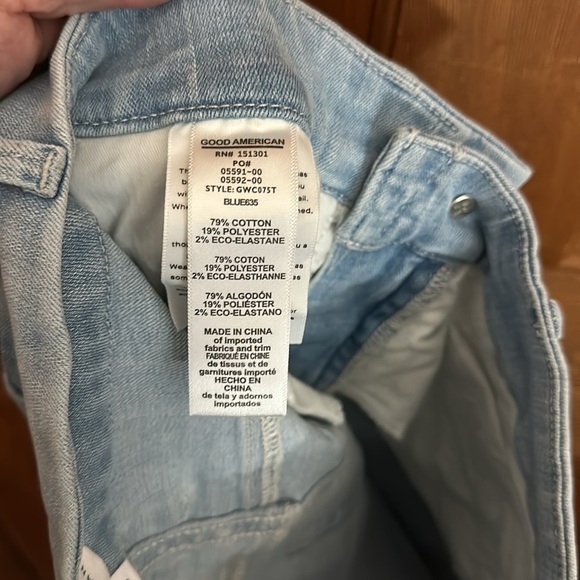 GOOD AMERICAN
RN# 151301
PO#
05591-00
05592-00
STYLE: GWC075T
BLUE635
79% COTTON
19% POLYESTER
2% ECO-ELASTANE
79% COTON
19% POLYESTER
2% ECO-ELASTHANNE
79% ALGODÓN
19% POLIÉSTER
2% ECO-ELASTANO
MADE IN CHINA
of imported
fabrics and trim
FABRIQUÉ EN CHINE
de tissus et de
garnitures importés
HECHO EN
CHINA
de tela y adornos
importados